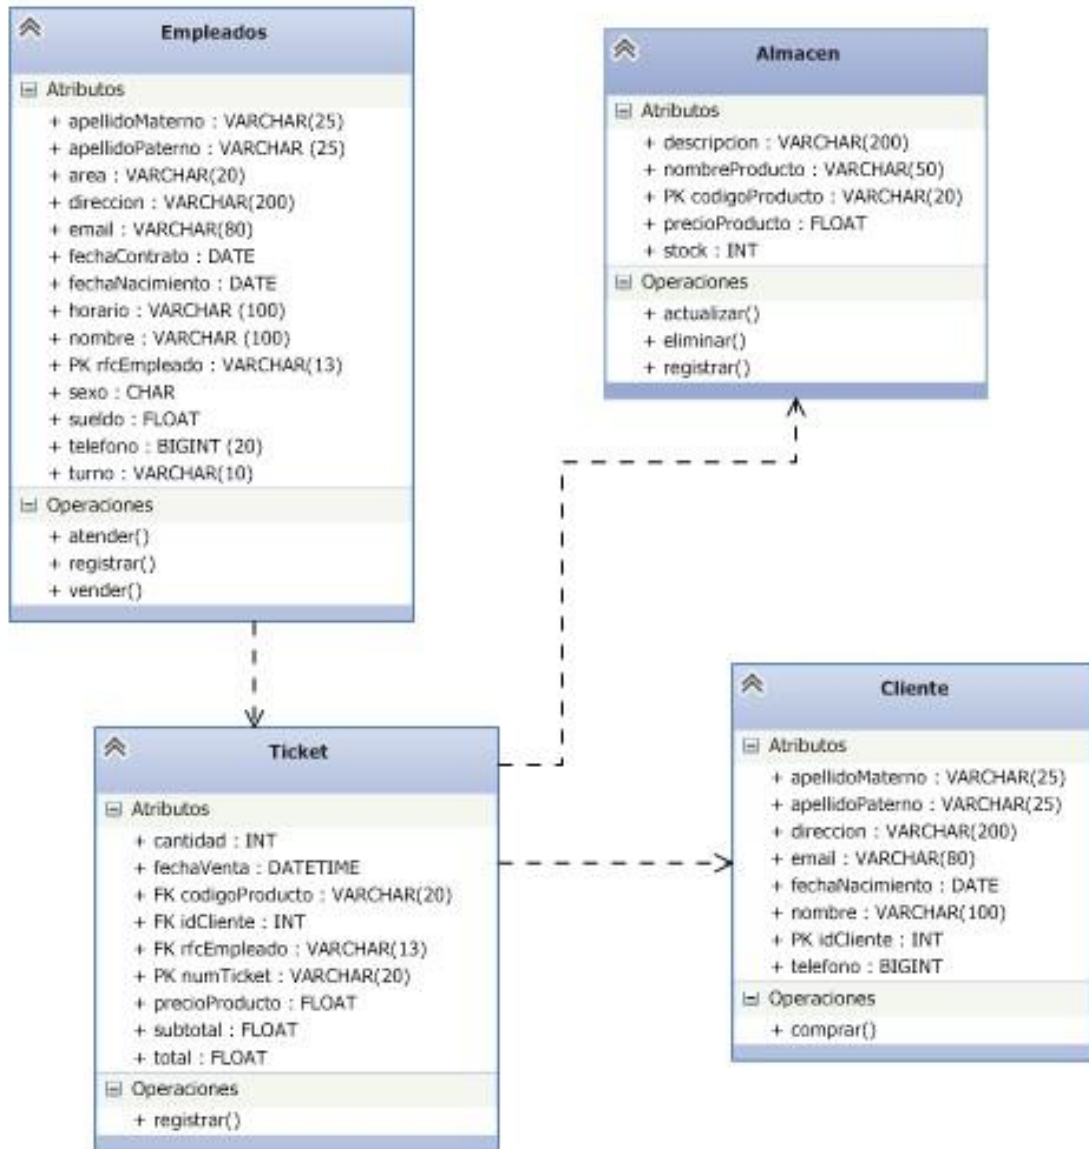 Empleados
Atributos
+ apellidoMaterno : VARCHAR(25)
+ apellidoPaterno : VARCHAR (25)
+ area : VARCHAR(20)
+ direccion : VARCHAR(200)
+ email : VARCHAR(80)
+ fechaContrato : DATE
+ fechaNacimiento : DATE
+ horario : VARCHAR (100)
+ nombre : VARCHAR (100)
+ PK rfcEmpleado : VARCHAR(13)
+ sexo : CHAR
+ sueldo : FLOAT
+ telefono : BIGINT (20)
+ turno : VARCHAR(10)
Operaciones
+ atender()
+ registrar()
+ vender()
Almacen
Atributos
+ descripcion : VARCHAR(200)
+ nombreProducto : VARCHAR(50)
+ PK codigoProducto : VARCHAR(20)
+ precioProducto : FLOAT
+ stock : INT
Operaciones
+ actualizar()
+ eliminar()
+ registrar()
Ticket
Atributos
+ cantidad : INT
+ fechaVenta : DATETIME
+ FK codigoProducto : VARCHAR(20)
+ FK idCliente : INT
+ FK rfcEmpleado : VARCHAR(13)
+ PK numTicket : VARCHAR(20)
+ precioProducto : FLOAT
+ subtotal : FLOAT
+ total : FLOAT
Operaciones
+ registrar()
Cliente
Atributos
+ apellidoMaterno : VARCHAR(25)
+ apellidoPaterno : VARCHAR(25)
+ direccion : VARCHAR(200)
+ email : VARCHAR(80)
+ fechaNacimiento : DATE
+ nombre : VARCHAR(100)
+ PK idCliente : INT
+ telefono : BIGINT
Operaciones
+ comprar()